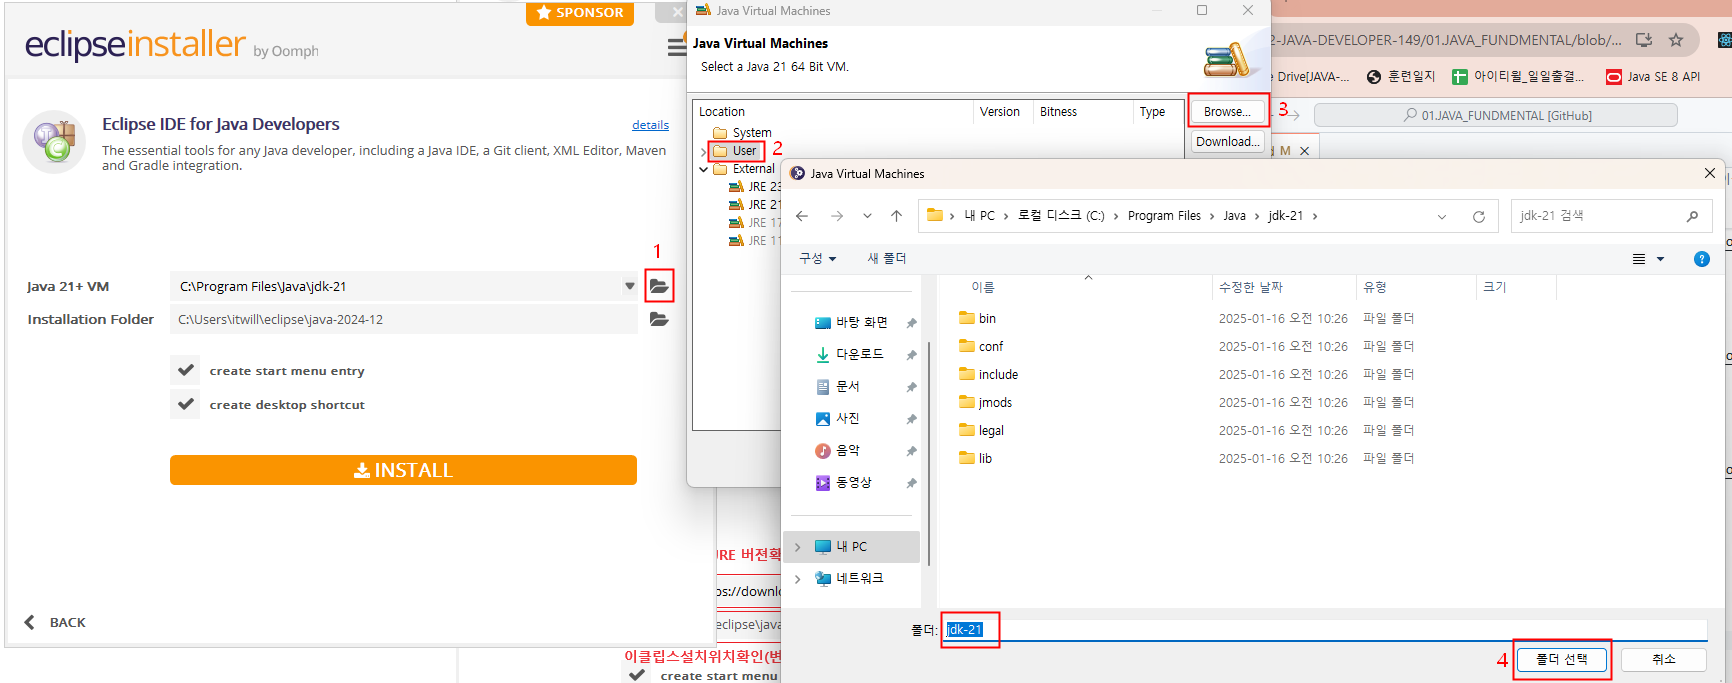 SPONSOR
eclipseinstaller by Oomph
Eclipse IDE for Java Developers
details
The essential tools for any Java developer, including a Java IDE, a Git client, XML Editor, Maven
and Gradle integration.
1
Java 21+ VM
C:\Program Files\Java\jdk-21
Installation Folder
C:\Users\itwill\eclipse\java-2024-12
create start menu entry
create desktop shortcut
INSTALL
BACK
Java Virtual Machines
Java Virtual Machines
Select a Java 21 64 Bit VM.
Location Version Bitness Type
System
User
2
External
JRE 23
JRE 21
JRE 17
JRE 11
Browse...
3
Download...
2-JAVA-DEVELOPER-149/01.JAVA_FUNDMENTAL/blob/...
Drive[JAVA-...
훈련일지
아이티윌_일일출결...
Java SE 8 API
01.JAVA_FUNDMENTAL [GitHub]
Java Virtual Machines
내 PC > 로컬 디스크 (C:) > Program Files > Java > jdk-21 >
jdk-21 검색
구성
새 폴더
이름 수정한 날짜 유형 크기
바탕 화면
다운로드
문서
사진
음악
동영상
내 PC
네트워크
bin 2025-01-16 오전 10:26 파일 폴더
conf 2025-01-16 오전 10:26 파일 폴더
include 2025-01-16 오전 10:26 파일 폴더
jmods 2025-01-16 오전 10:26 파일 폴더
legal 2025-01-16 오전 10:26 파일 폴더
lib 2025-01-16 오전 10:26 파일 폴더
폴더: jdk-21
4
폴더 선택
취소
JRE 버전확
ps://downl
eclipse\java
이클립스설치위치확인(변
create start menu